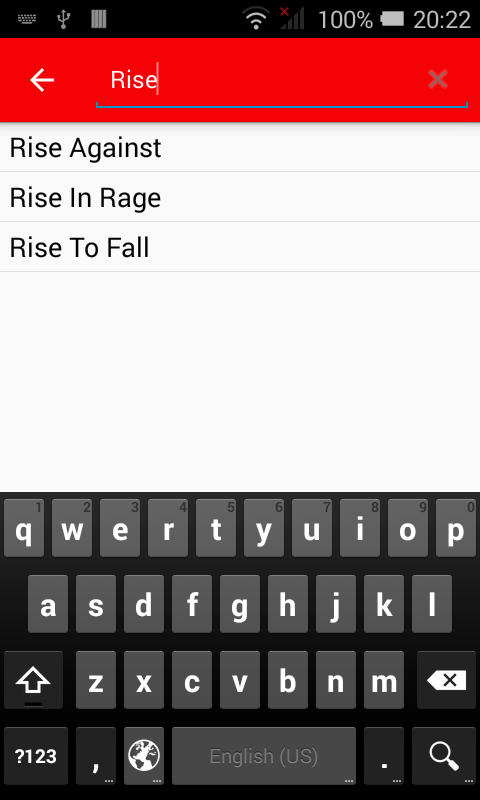 100% 20:22
Rise
Rise Against
Rise In Rage
Rise To Fall
1 2 3 4 5 6 7 8 9 0
q w e r t y u i o p
a s d f g h j k l
z x c v b n m
?123 , English (US) .